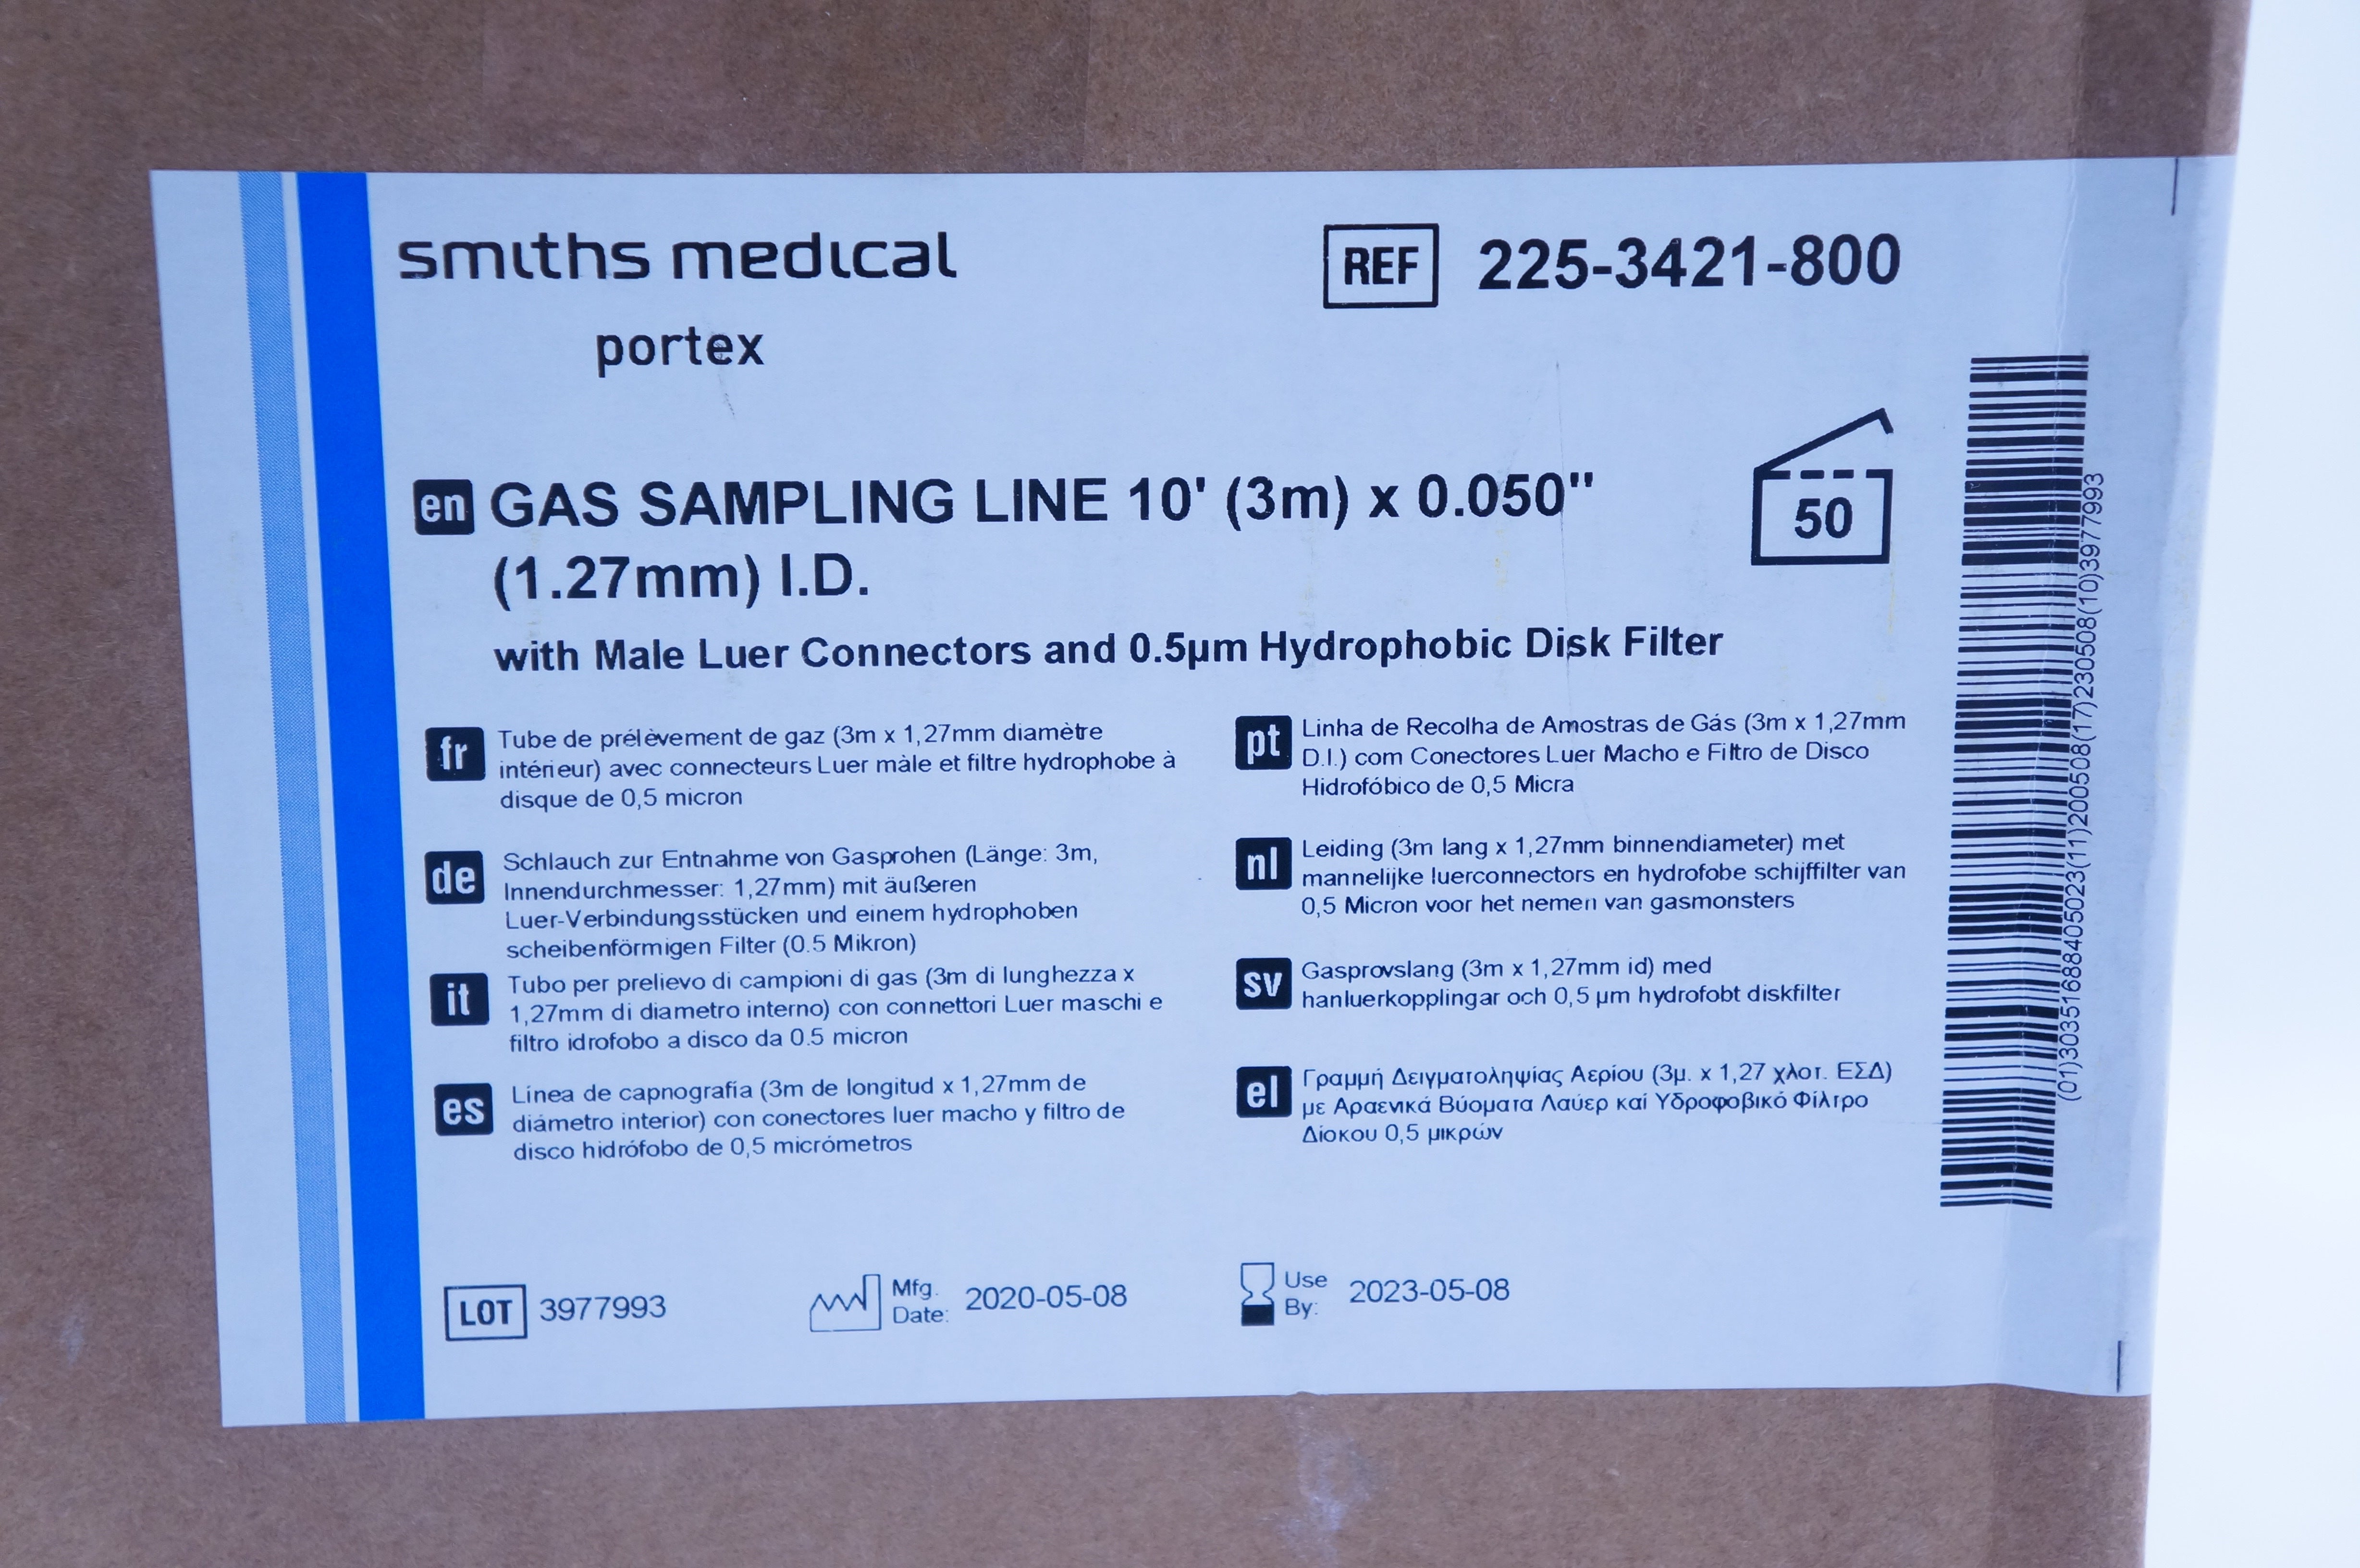 smiths medical
portex
REF 225-3421-800
en GAS SAMPLING LINE 10' (3m) x 0.050"
(1.27mm) I.D.
with Male Luer Connectors and 0.5µm Hydrophobic Disk Filter
50
fr Tube de prélèvement de gaz (3m x 1,27mm diamètre
intérieur) avec connecteurs Luer màle et filtre hydrophobe à
disque de 0,5 micron
de Schlauch zur Entnahme von Gasprohen (Länge: 3m,
Innendurchmesser: 1,27mm) mit äußeren
Luer-Verbindungsstücken und einem hydrophoben
scheibenförmigen Filter (0.5 Mikron)
it Tubo per prelievo di campioni di gas (3m di lunghezza x
1,27mm di diametro interno) con connettori Luer maschi e
filtro idrofobo a disco da 0.5 micron
es Línea de capnografía (3m de longitud x 1,27mm de
diámetro interior) con conectores luer macho y filtro de
disco hidrófobo de 0,5 micrómetros
pt Linha de Recolha de Amostras de Gás (3m x 1,27mm
D.I.) com Conectores Luer Macho e Filtro de Disco
Hidrofóbico de 0,5 Micra
nl Leiding (3m lang x 1,27mm binnendiameter) met
mannelijke luerconnectors en hydrofobe schijffilter van
0,5 Micron voor het nemen van gasmonsters
sv Gasprovslang (3m x 1,27mm id) med
hanluerkopplingar och 0,5 µm hydrofobt diskfilter
el Γραμμή Δειγματοληψίας Αερίου (3μ. x 1,27 χλστ. ΕΣΔ)
με Αρσενικά Βύσματα Λαύερ καί Υδροφοβικό Φίλτρο
Δίσκου 0,5 μικρών
LOT 3977993
Mfg.
Date: 2020-05-08
Use
By: 2023-05-08
(01)30351688405023(11)200508(17)230508(10)3977993